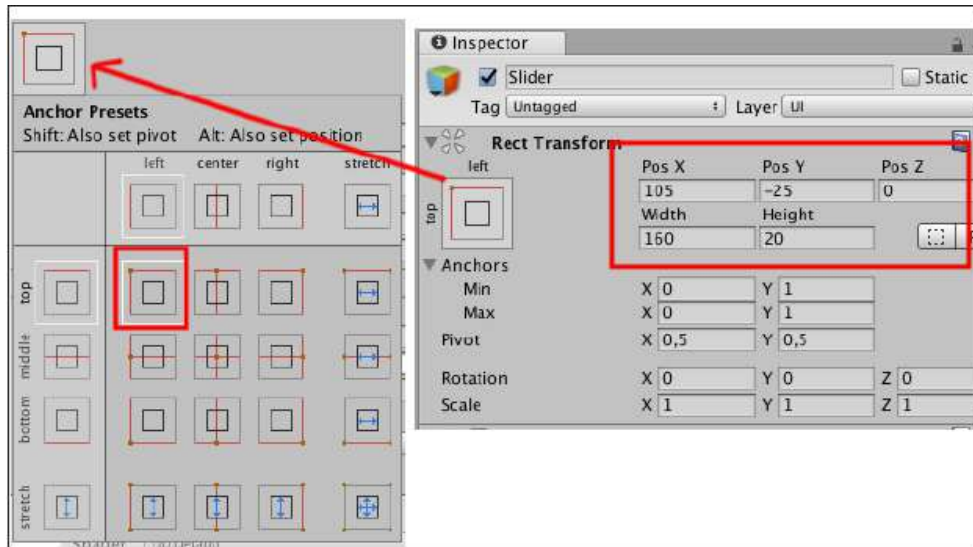 Anchor Presets
Shift: Also set pivot Alt: Also set position
left center right stretch
top
middle
bottom
stretch
Inspector
Slider
Static
Tag Untagged Layer UI
Rect Transform
left
top
Pos X Pos Y Pos Z
105 -25 0
Width Height
160 20
Anchors
Min X 0 Y 1
Max X 0 Y 1
Pivot X 0,5 Y 0,5
Rotation X 0 Y 0 Z 0
Scale X 1 Y 1 Z 1